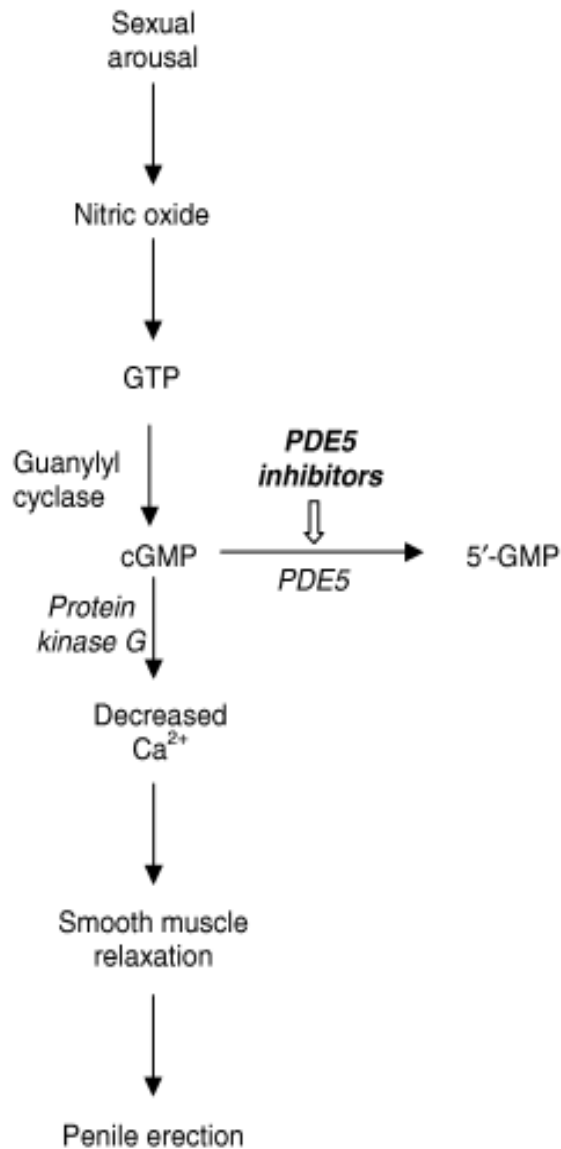 Sexual
arousal
Nitric oxide
GTP
Guanylyl
cyclase
PDE5
inhibitors
cGMP
PDE5
5′-GMP
Protein
kinase G
Decreased
Ca²⁺
Smooth muscle
relaxation
Penile erection